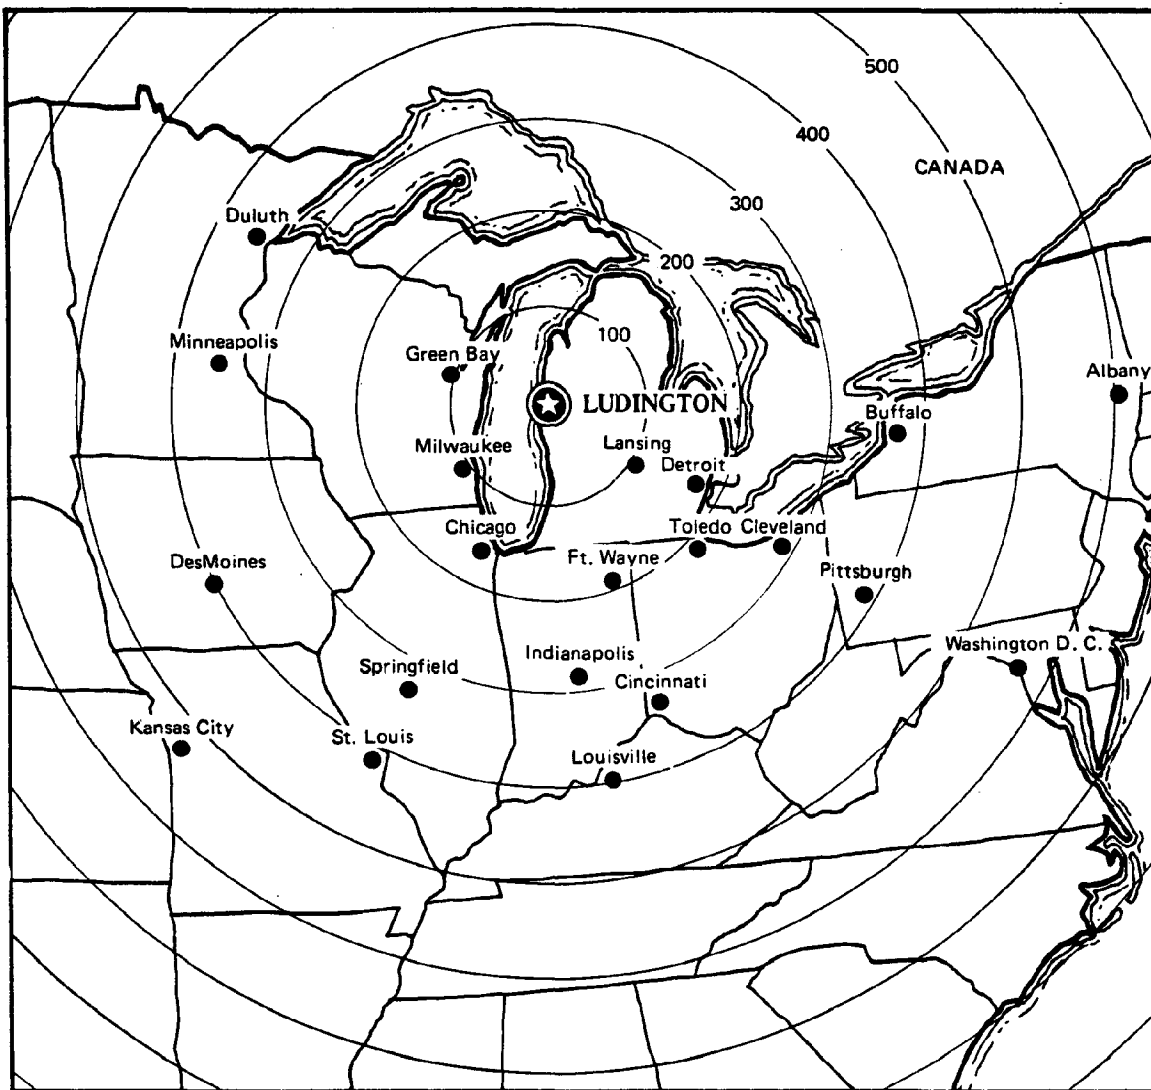 500
400
CANADA
300
Duluth
200
100
Minneapolis
Green Bay
Albany
LUDINGTON
Buffalo
Milwaukee
Lansing
Detroit
Chicago
Toledo
Cleveland
Ft. Wayne
DesMoines
Pittsburgh
Washington D. C.
Indianapolis
Springfield
Cincinnati
Kansas City
St. Louis
Louisville